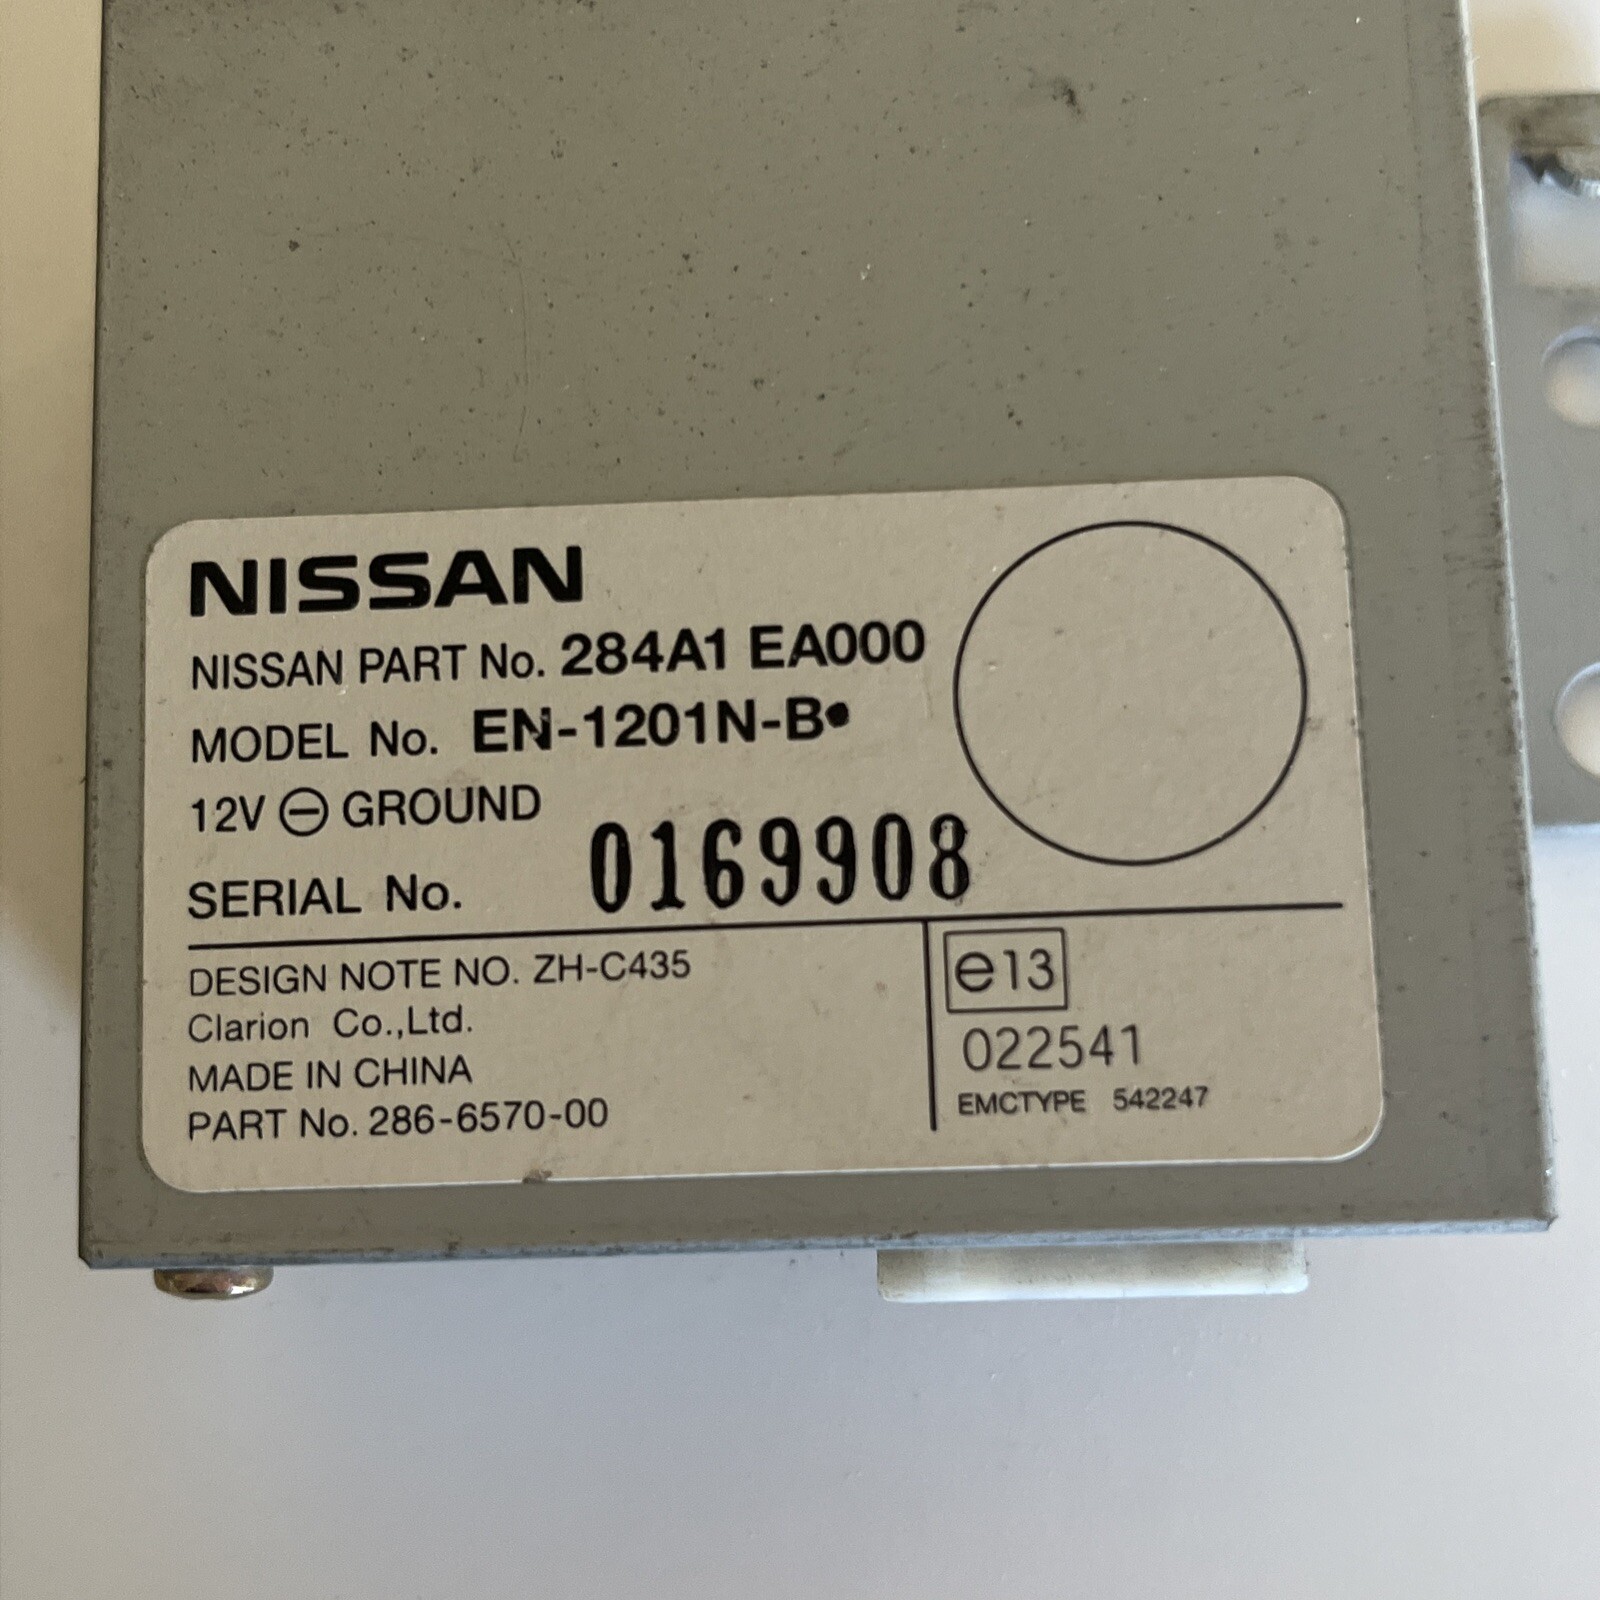 NISSAN
NISSAN PART No. 284A1 EA000
MODEL No. EN-1201N-B•
12V ⊖ GROUND
SERIAL No. 0169908
DESIGN NOTE NO. ZH-C435
Clarion Co.,Ltd.
MADE IN CHINA
PART No. 286-6570-00
e13
022541
EMCTYPE 542247